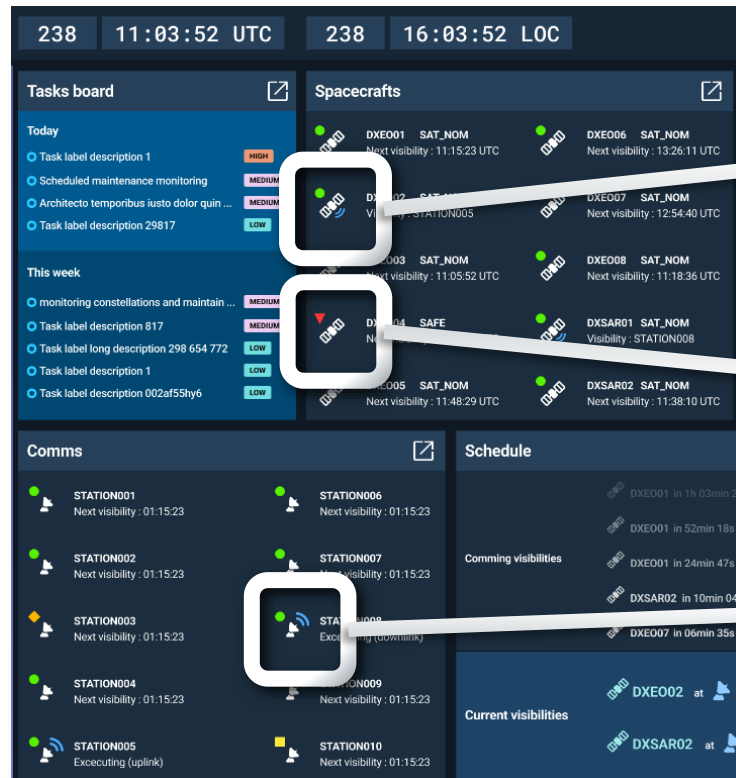 238 11:03:52 UTC 238 16:03:52 LOC
Tasks board
Today
Task label description 1 HIGH
Scheduled maintenance monitoring MEDIUM
Architecto temporibus iusto dolor quin ... MEDIUM
Task label description 29817 LOW
This week
monitoring constellations and maintain ... MEDIUM
Task label description 817 MEDIUM
Task label long description 298 654 772 LOW
Task label description 1 LOW
Task label description 002af55hy6 LOW
Spacecrafts
DXEO01 SAT_NOM
Next visibility : 11:15:23 UTC
DXEO06 SAT_NOM
Next visibility : 13:26:11 UTC
STATION005
DXEO07 SAT_NOM
Next visibility : 12:54:40 UTC
SAT_NOM
visibility : 11:05:52 UTC
DXEO08 SAT_NOM
Next visibility : 11:18:36 UTC
SAFE
DXSAR01 SAT_NOM
Visibility : STATION008
SAT_NOM
Next visibility : 11:48:29 UTC
DXSAR02 SAT_NOM
Next visibility : 11:38:10 UTC
Comms
STATION001
Next visibility : 01:15:23
STATION006
Next visibility : 01:15:23
STATION002
Next visibility : 01:15:23
STATION007
visibility : 01:15:23
STATION003
Next visibility : 01:15:23
STATION008
(downlink)
STATION004
Next visibility : 01:15:23
STATION009
Next visibility : 01:15:23
STATION005
Excecuting (uplink)
STATION010
Next visibility : 01:15:23
Schedule
Comming visibilities
DXEO01 in 1h 03min
DXEO01 in 52min 18s
DXEO01 in 24min 47s
DXSAR02 in 10min 04
DXEO07 in 06min 35s
Current visibilities
DXEO02 at
DXSAR02 at